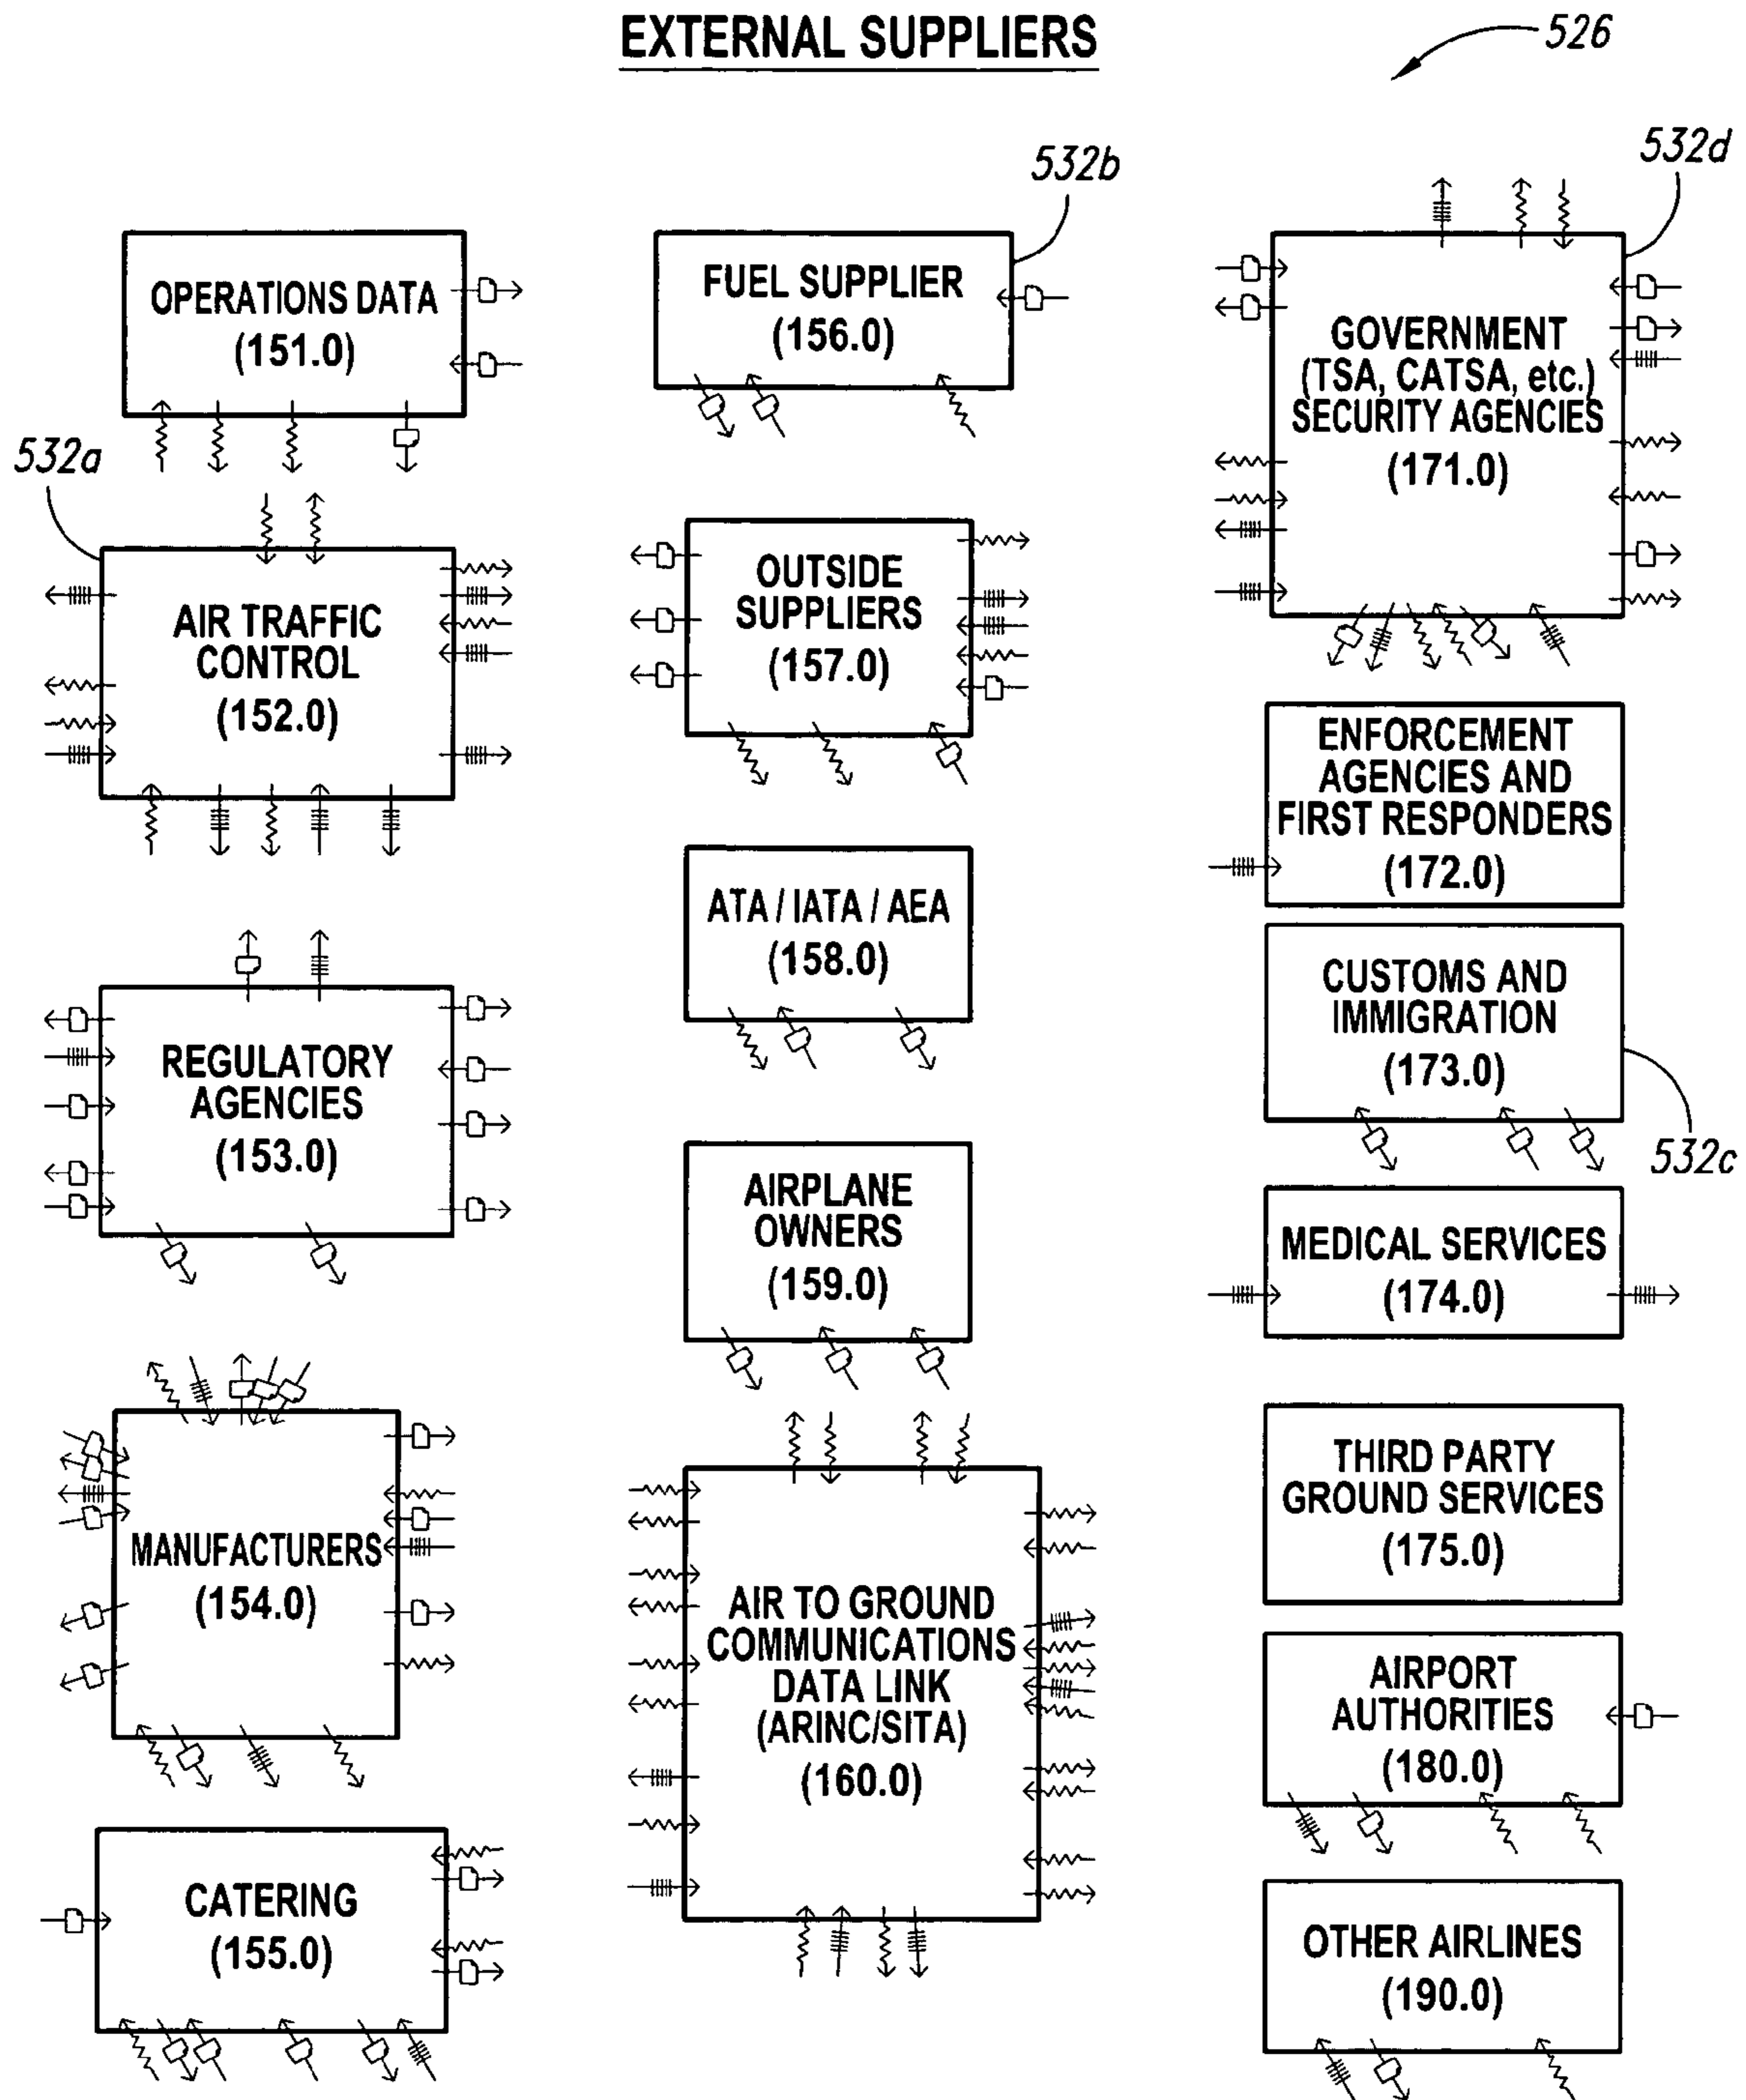 EXTERNAL SUPPLIERS
526
532b
532d
OPERATIONS DATA
(151.0)
532a
AIR TRAFFIC
CONTROL
(152.0)
REGULATORY
AGENCIES
(153.0)
MANUFACTURERS
(154.0)
CATERING
(155.0)
FUEL SUPPLIER
(156.0)
OUTSIDE
SUPPLIERS
(157.0)
ATA / IATA / AEA
(158.0)
AIRPLANE
OWNERS
(159.0)
AIR TO GROUND
COMMUNICATIONS
DATA LINK
(ARINC/SITA)
(160.0)
GOVERNMENT
(TSA, CATSA, etc.)
SECURITY AGENCIES
(171.0)
ENFORCEMENT
AGENCIES AND
FIRST RESPONDERS
(172.0)
CUSTOMS AND
IMMIGRATION
(173.0)
532c
MEDICAL SERVICES
(174.0)
THIRD PARTY
GROUND SERVICES
(175.0)
AIRPORT
AUTHORITIES
(180.0)
OTHER AIRLINES
(190.0)